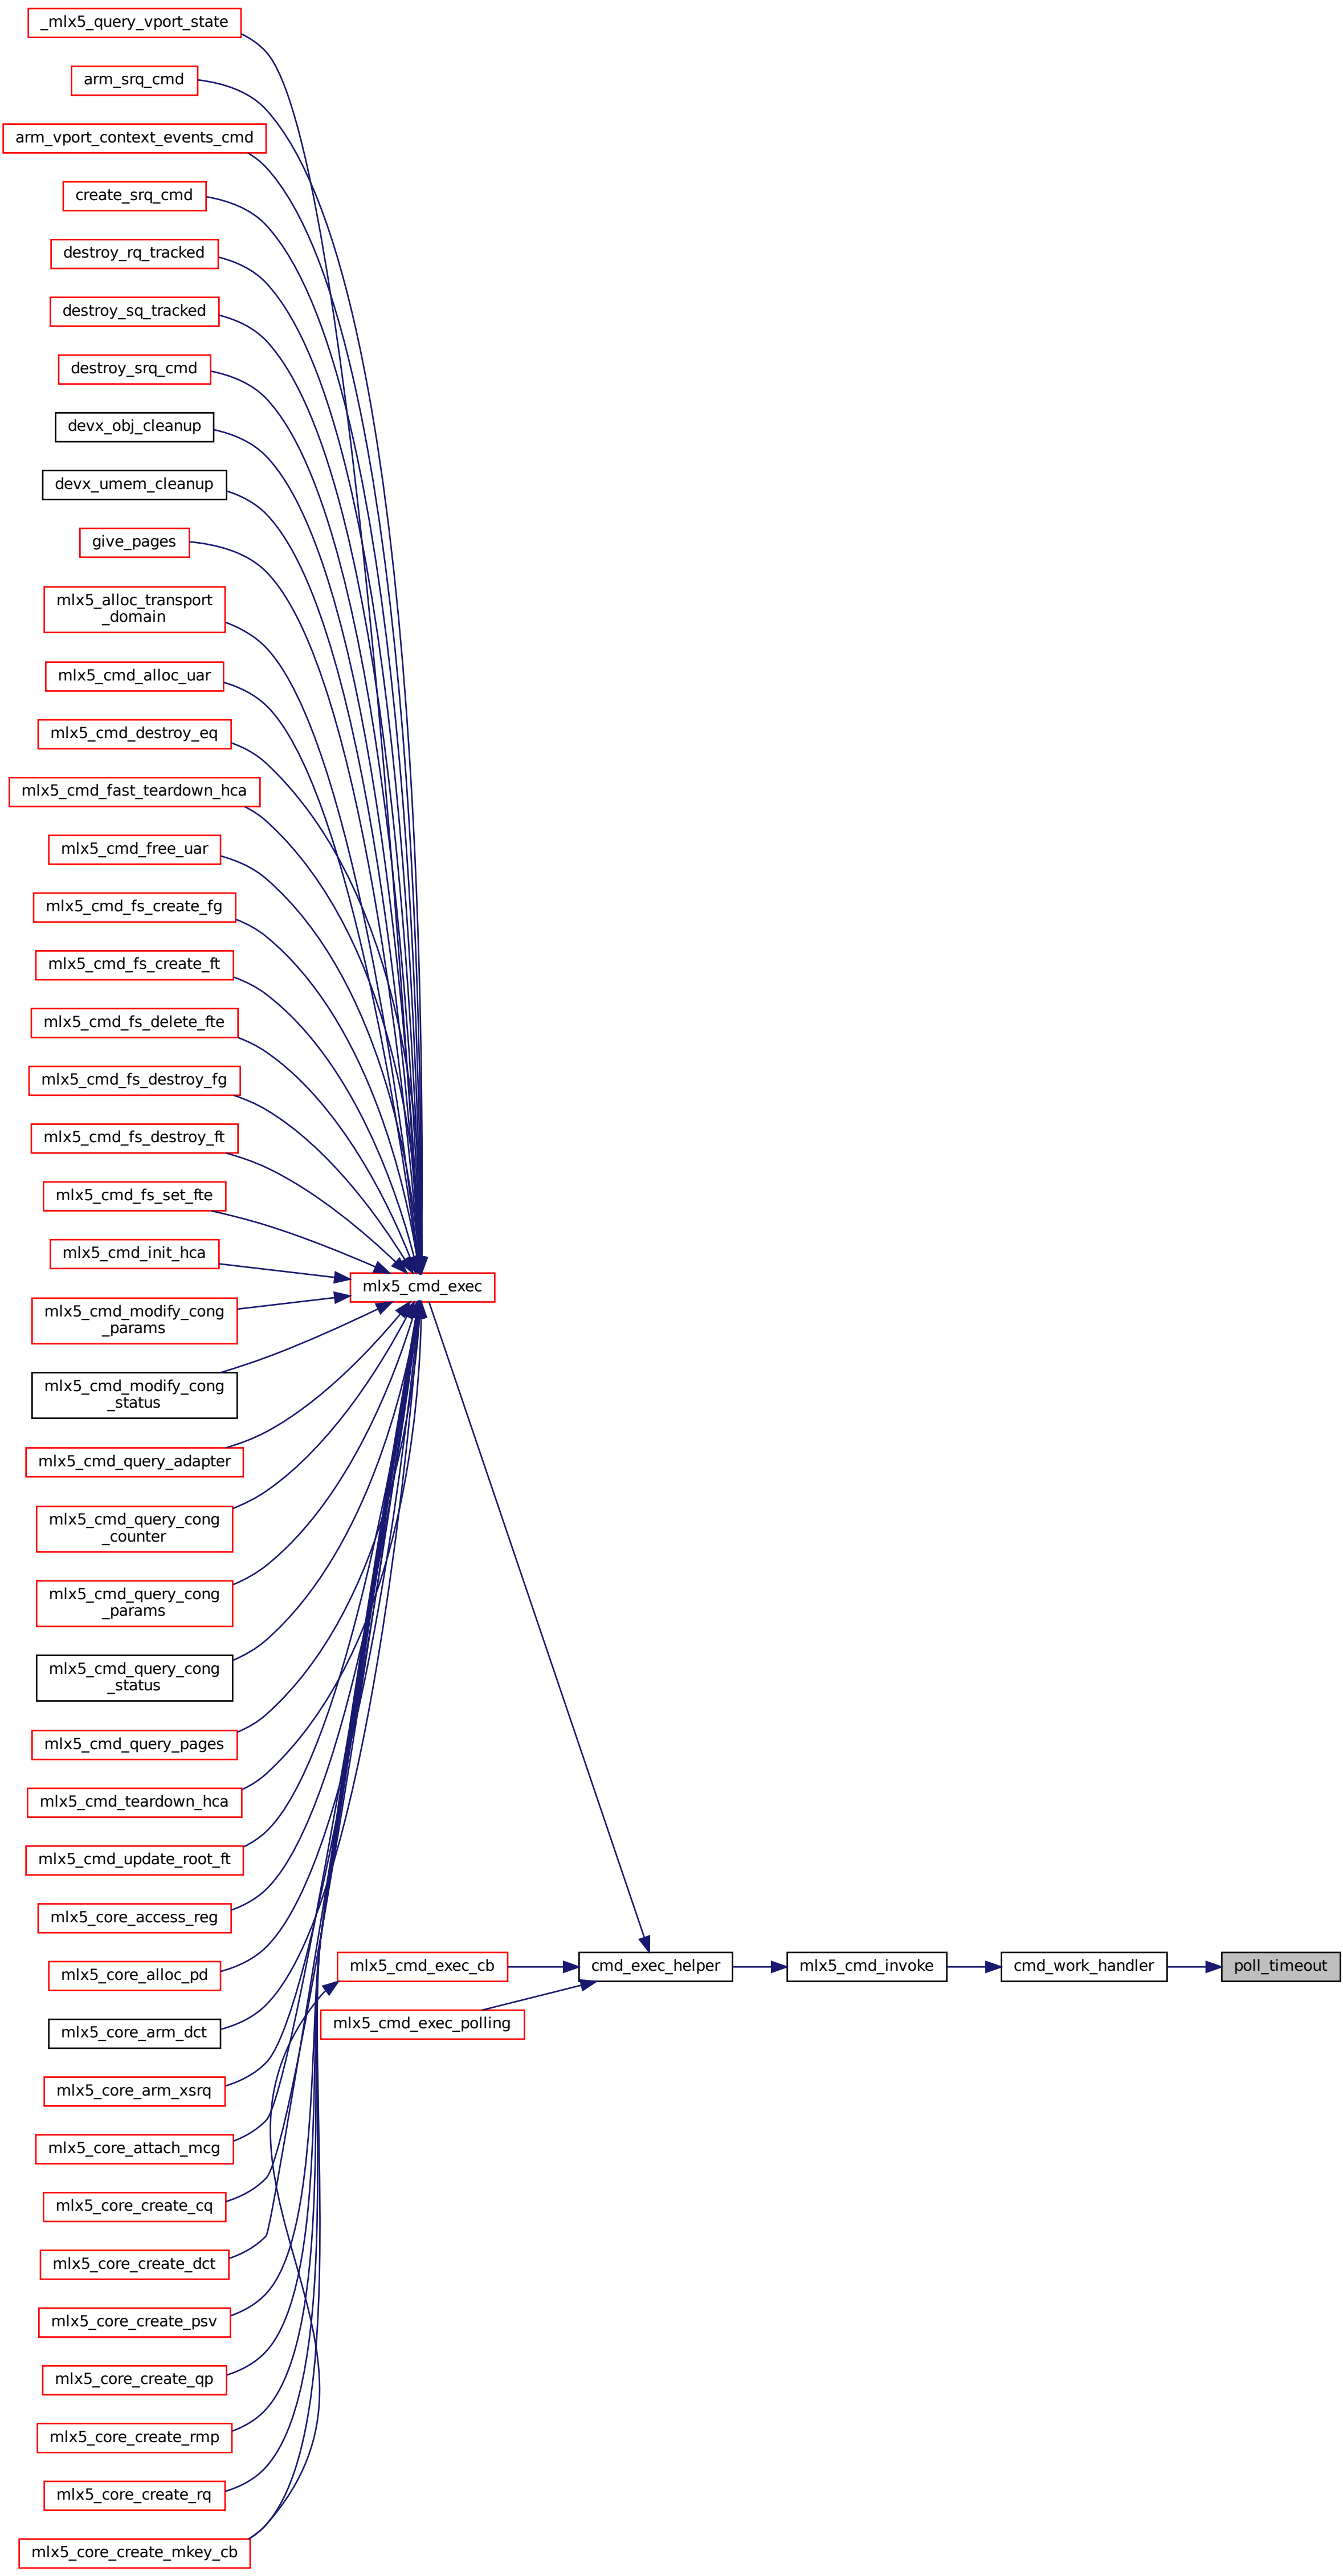 _mlx5_query_vport_state
arm_srq_cmd
arm_vport_context_events_cmd
create_srq_cmd
destroy_rq_tracked
destroy_sq_tracked
destroy_srq_cmd
devx_obj_cleanup
devx_umem_cleanup
give_pages
mlx5_alloc_transport
_domain
mlx5_cmd_alloc_uar
mlx5_cmd_destroy_eq
mlx5_cmd_fast_teardown_hca
mlx5_cmd_free_uar
mlx5_cmd_fs_create_fg
mlx5_cmd_fs_create_ft
mlx5_cmd_fs_delete_fte
mlx5_cmd_fs_destroy_fg
mlx5_cmd_fs_destroy_ft
mlx5_cmd_fs_set_fte
mlx5_cmd_init_hca
mlx5_cmd_exec
mlx5_cmd_modify_cong
_params
mlx5_cmd_modify_cong
_status
mlx5_cmd_query_adapter
mlx5_cmd_query_cong
_counter
mlx5_cmd_query_cong
_params
mlx5_cmd_query_cong
_status
mlx5_cmd_query_pages
mlx5_cmd_teardown_hca
mlx5_cmd_update_root_ft
mlx5_core_access_reg
mlx5_core_alloc_pd
mlx5_cmd_exec_cb
cmd_exec_helper
mlx5_cmd_invoke
cmd_work_handler
poll_timeout
mlx5_core_arm_dct
mlx5_cmd_exec_polling
mlx5_core_arm_xsrq
mlx5_core_attach_mcg
mlx5_core_create_cq
mlx5_core_create_dct
mlx5_core_create_psv
mlx5_core_create_qp
mlx5_core_create_rmp
mlx5_core_create_rq
mlx5_core_create_mkey_cb